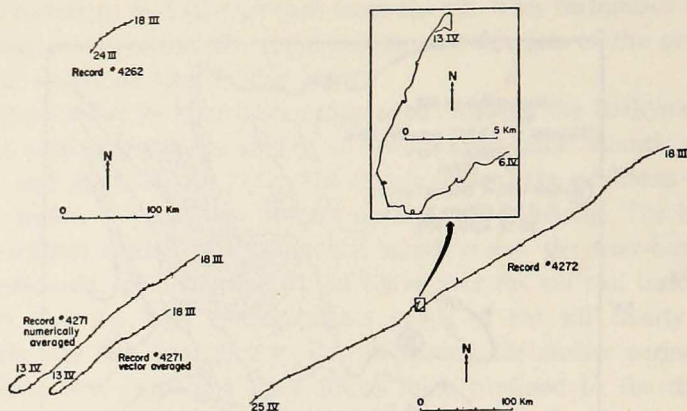 18 III
24 III
Record #4262
N
0 100 Km
18 III
18 III
Record #4271
numerically
averaged
Record #4271
vector averaged
13 IV
13 IV
13 IV
N
0 5 Km
6 IV
18 III
Record #4272
N
25 IV
0 100 Km